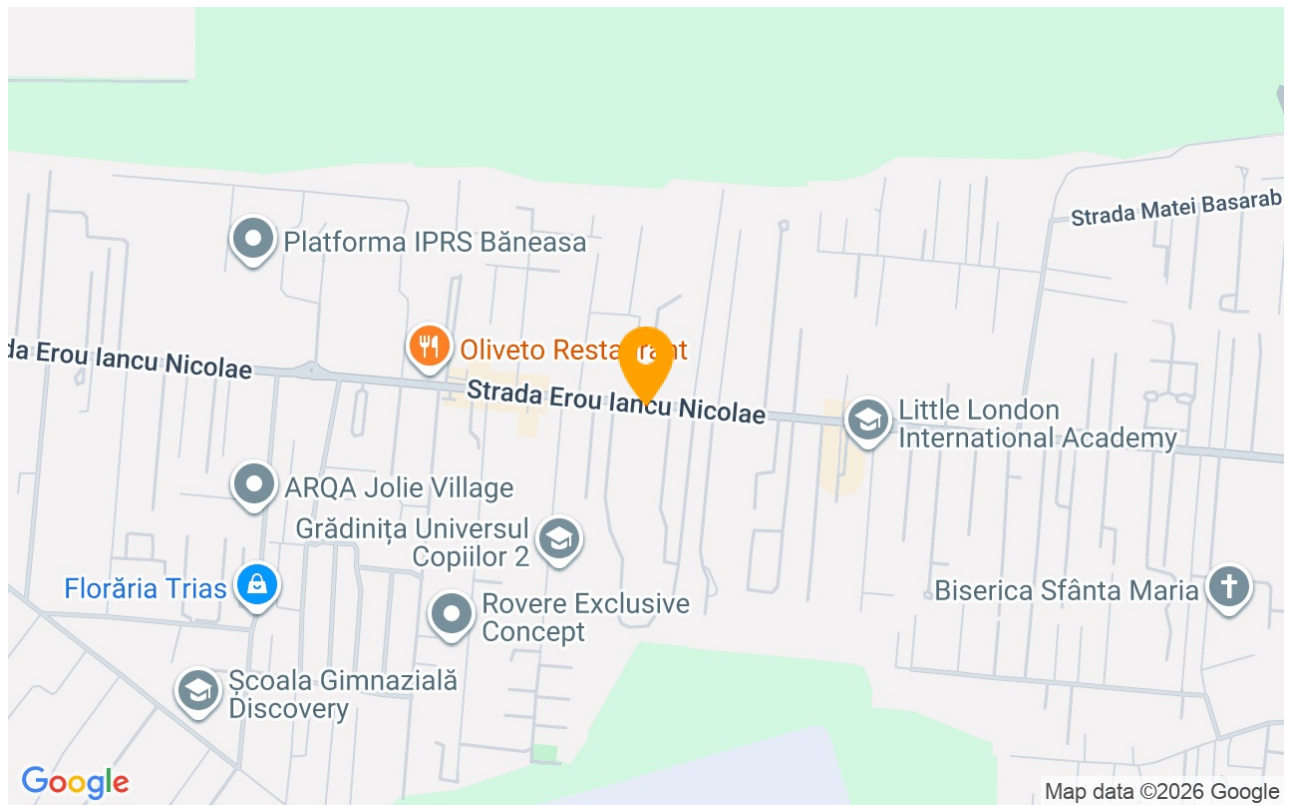 Strada Matei Basarab
Platforma IPRS Băneasa
da Erou Iancu Nicolae
Oliveto Restaurant
Strada Erou Iancu Nicolae
Little London
International Academy
ARQA Jolie Village
Grădinița Universul
Copiilor 2
Florăria Trias
Rovere Exclusive
Concept
Biserica Sfânta Maria
Școala Gimnazială
Discovery
Google
Map data ©2026 Google